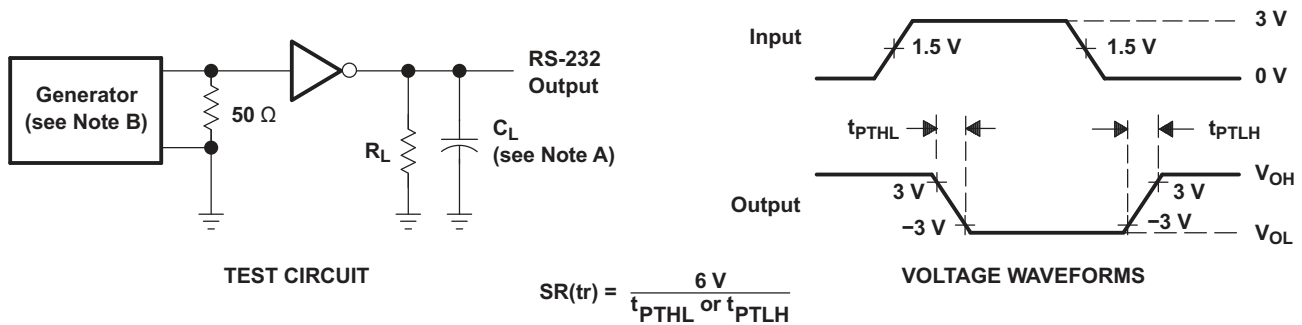 Generator
(see Note B)
50 Ω
RS-232
Output
R_L
C_L
(see Note A)
TEST CIRCUIT
Input
3 V
1.5 V
1.5 V
0 V
t_PTHL
t_PTLH
Output
3 V
−3 V
3 V
−3 V
V_OH
V_OL
VOLTAGE WAVEFORMS
SR(tr) = 6 V
t_PTHL or t_PTLH